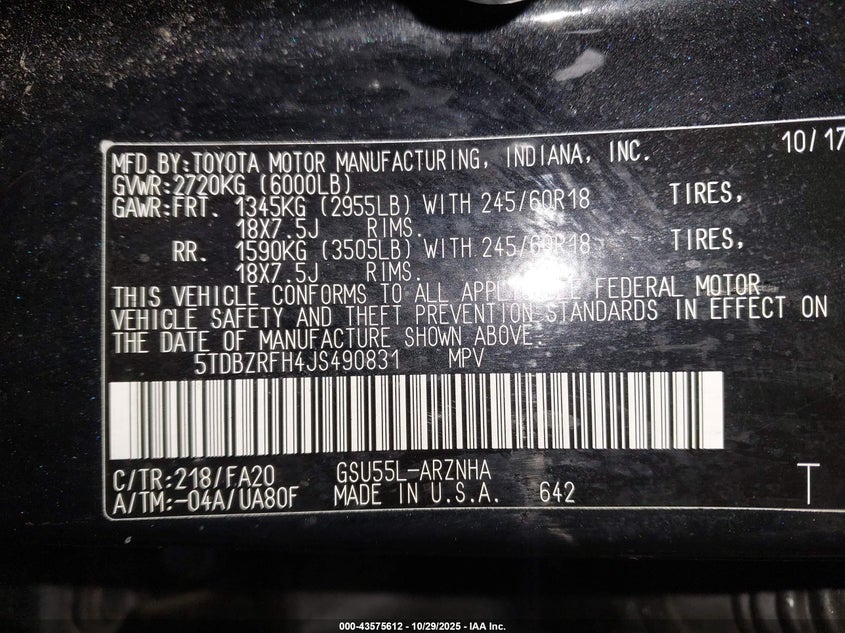 MFD.BY:TOYOTA MOTOR MANUFACTURING, INDIANA, INC. 10/17
GVWR:2720KG (6000LB)
GAWR:FRT. 1345KG (2955LB) WITH 245/60R18 TIRES,
18X7.5J RIMS.
RR. 1590KG (3505LB) WITH 245/60R18 TIRES,
18X7.5J RIMS.
THIS VEHICLE CONFORMS TO ALL APPLICABLE FEDERAL MOTOR
VEHICLE SAFETY AND THEFT PREVENTION STANDARDS IN EFFECT ON
THE DATE OF MANUFACTURE SHOWN ABOVE.
5TDBZRFH4JS490831 MPV
C/TR:218/FA20 GSU55L-ARZNHA T
A/TM:-04A/UA80F MADE IN U.S.A. 642
000-43575612 - 10/29/2025 - IAA Inc.